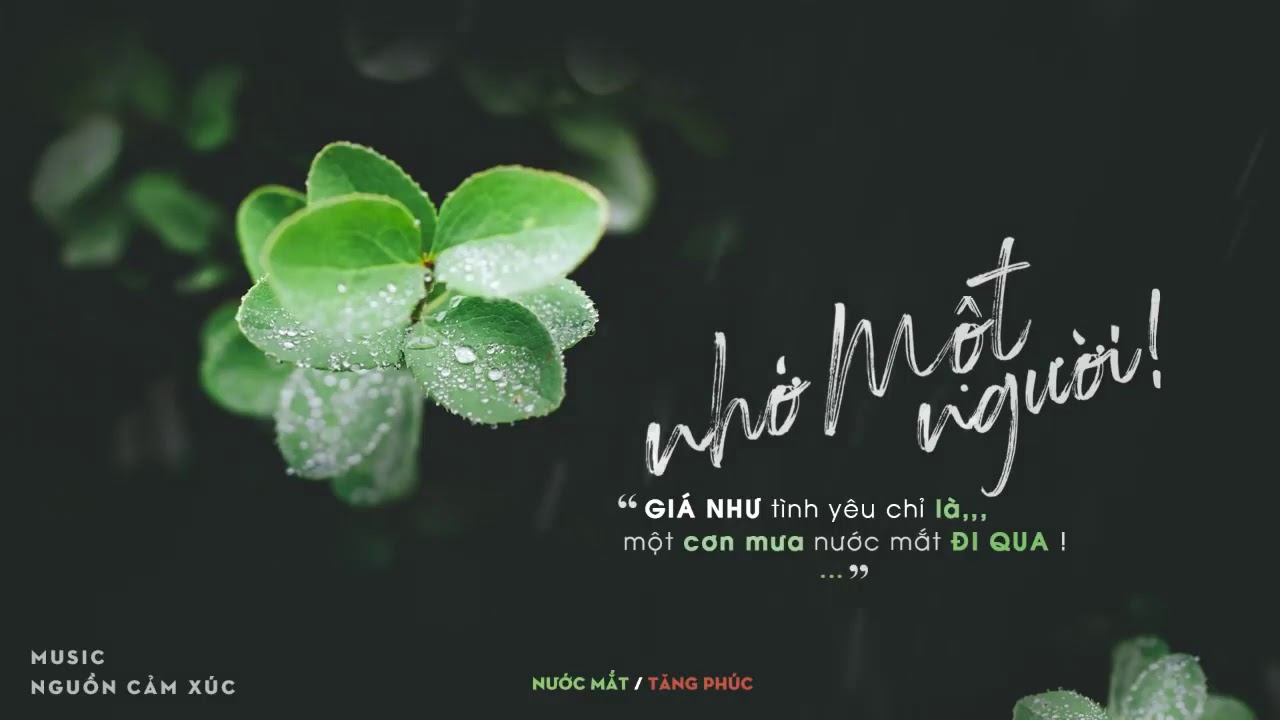 nhớ Một
người!
“ GIÁ NHƯ tình yêu chỉ là,,,
một cơn mưa nước mắt ĐI QUA !
... ”
MUSIC
NGUỒN CẢM XÚC
NƯỚC MẮT / TĂNG PHÚC